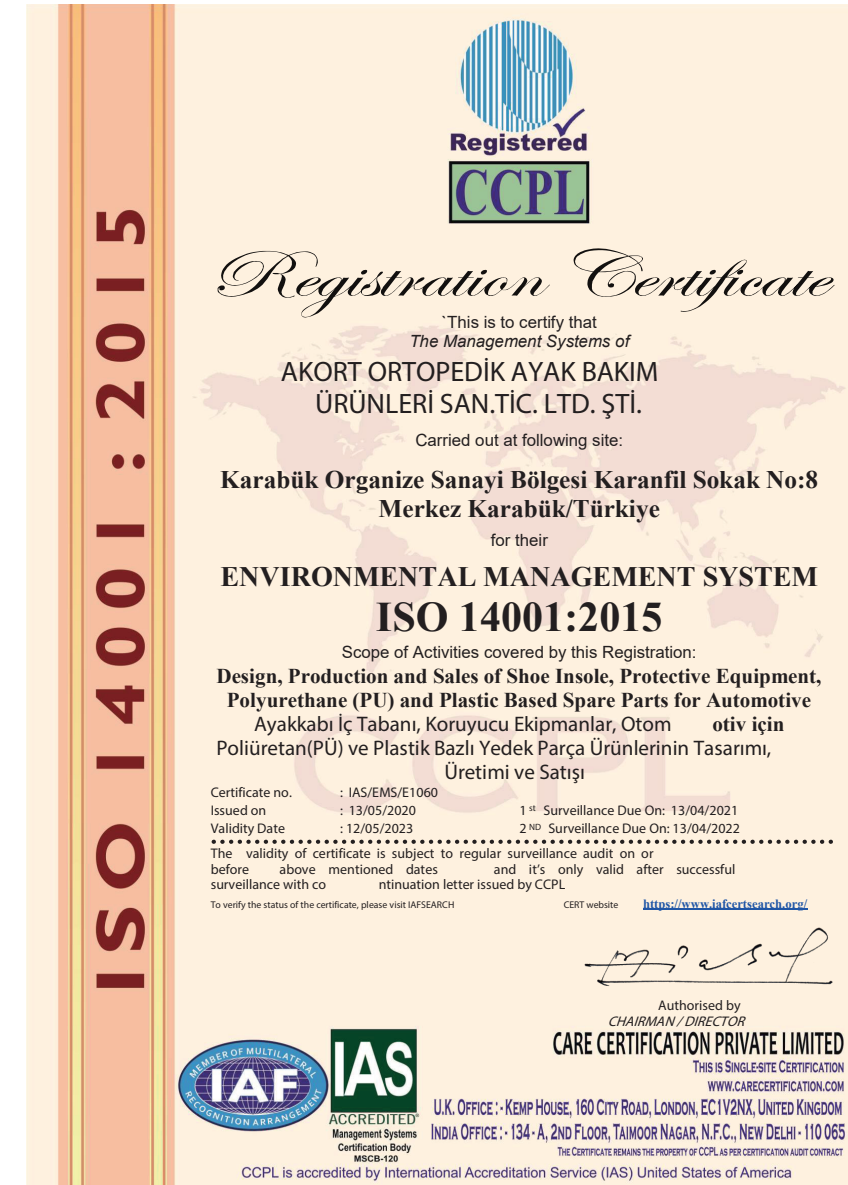 ISO 14001 : 2015
Registered
CCPL
Registration Certificate
`This is to certify that
The Management Systems of
AKORT ORTOPEDİK AYAK BAKIM
ÜRÜNLERİ SAN.TİC. LTD. ŞTİ.
Carried out at following site:
Karabük Organize Sanayi Bölgesi Karanfil Sokak No:8
Merkez Karabük/Türkiye
for their
ENVIRONMENTAL MANAGEMENT SYSTEM
ISO 14001:2015
Scope of Activities covered by this Registration:
Design, Production and Sales of Shoe Insole, Protective Equipment,
Polyurethane (PU) and Plastic Based Spare Parts for Automotive
Ayakkabı İç Tabanı, Koruyucu Ekipmanlar, Otom otiv için
Poliüretan(PÜ) ve Plastik Bazlı Yedek Parça Ürünlerinin Tasarımı,
Üretimi ve Satışı
CCPL
Certificate no. : IAS/EMS/E1060
Issued on : 13/05/2020 1 st Surveillance Due On: 13/04/2021
Validity Date : 12/05/2023 2 ND Surveillance Due On: 13/04/2022
The validity of certificate is subject to regular surveillance audit on or
before above mentioned dates and it's only valid after successful
surveillance with co ntinuation letter issued by CCPL
To verify the status of the certificate, please visit IAFSEARCH CERT website https://www.iafcertsearch.org/
Authorised by
CHAIRMAN / DIRECTOR
CARE CERTIFICATION PRIVATE LIMITED
THIS IS SINGLE-SITE CERTIFICATION
WWW.CARECERTIFICATION.COM
U.K. OFFICE : - KEMP HOUSE, 160 CITY ROAD, LONDON, EC1V2NX, UNITED KINGDOM
INDIA OFFICE : - 134 - A, 2ND FLOOR, TAIMOOR NAGAR, N.F.C., NEW DELHI - 110 065
THE CERTIFICATE REMAINS THE PROPERTY OF CCPL AS PER CERTIFICATION AUDIT CONTRACT
MEMBER OF MULTILATERAL
IAF
RECOGNITION ARRANGEMENT
IAS
ACCREDITED
Management Systems
Certification Body
MSCB-120
CCPL is accredited by International Accreditation Service (IAS) United States of America